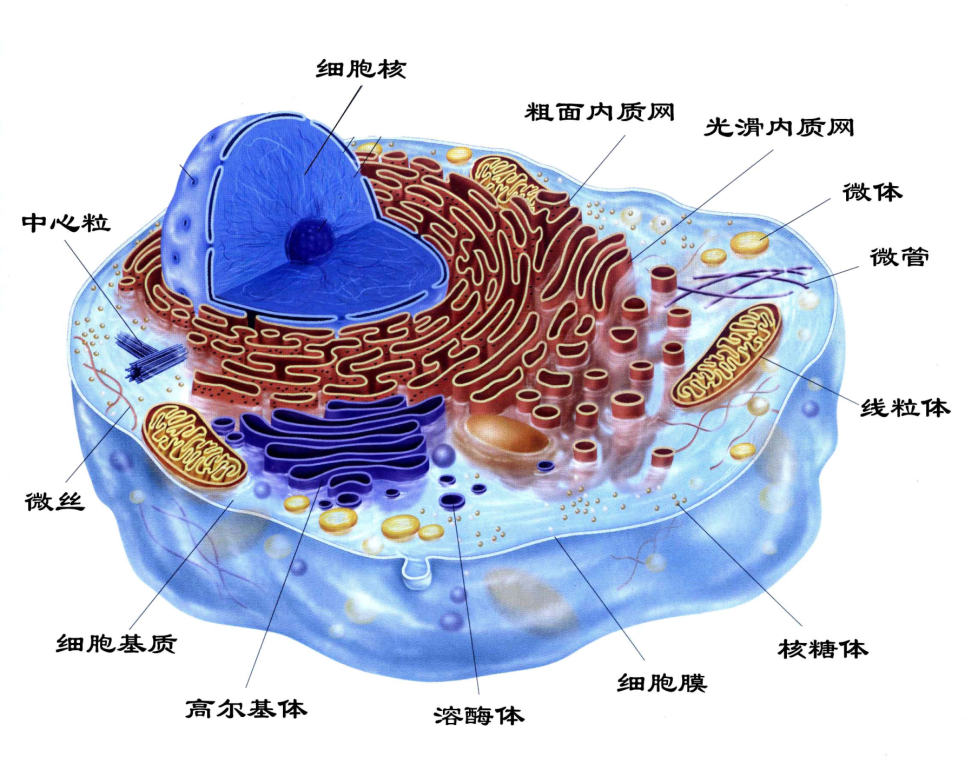 细胞核
粗面内质网
光滑内质网
微体
中心粒
微管
线粒体
微丝
细胞基质
核糖体
细胞膜
高尔基体
溶酶体